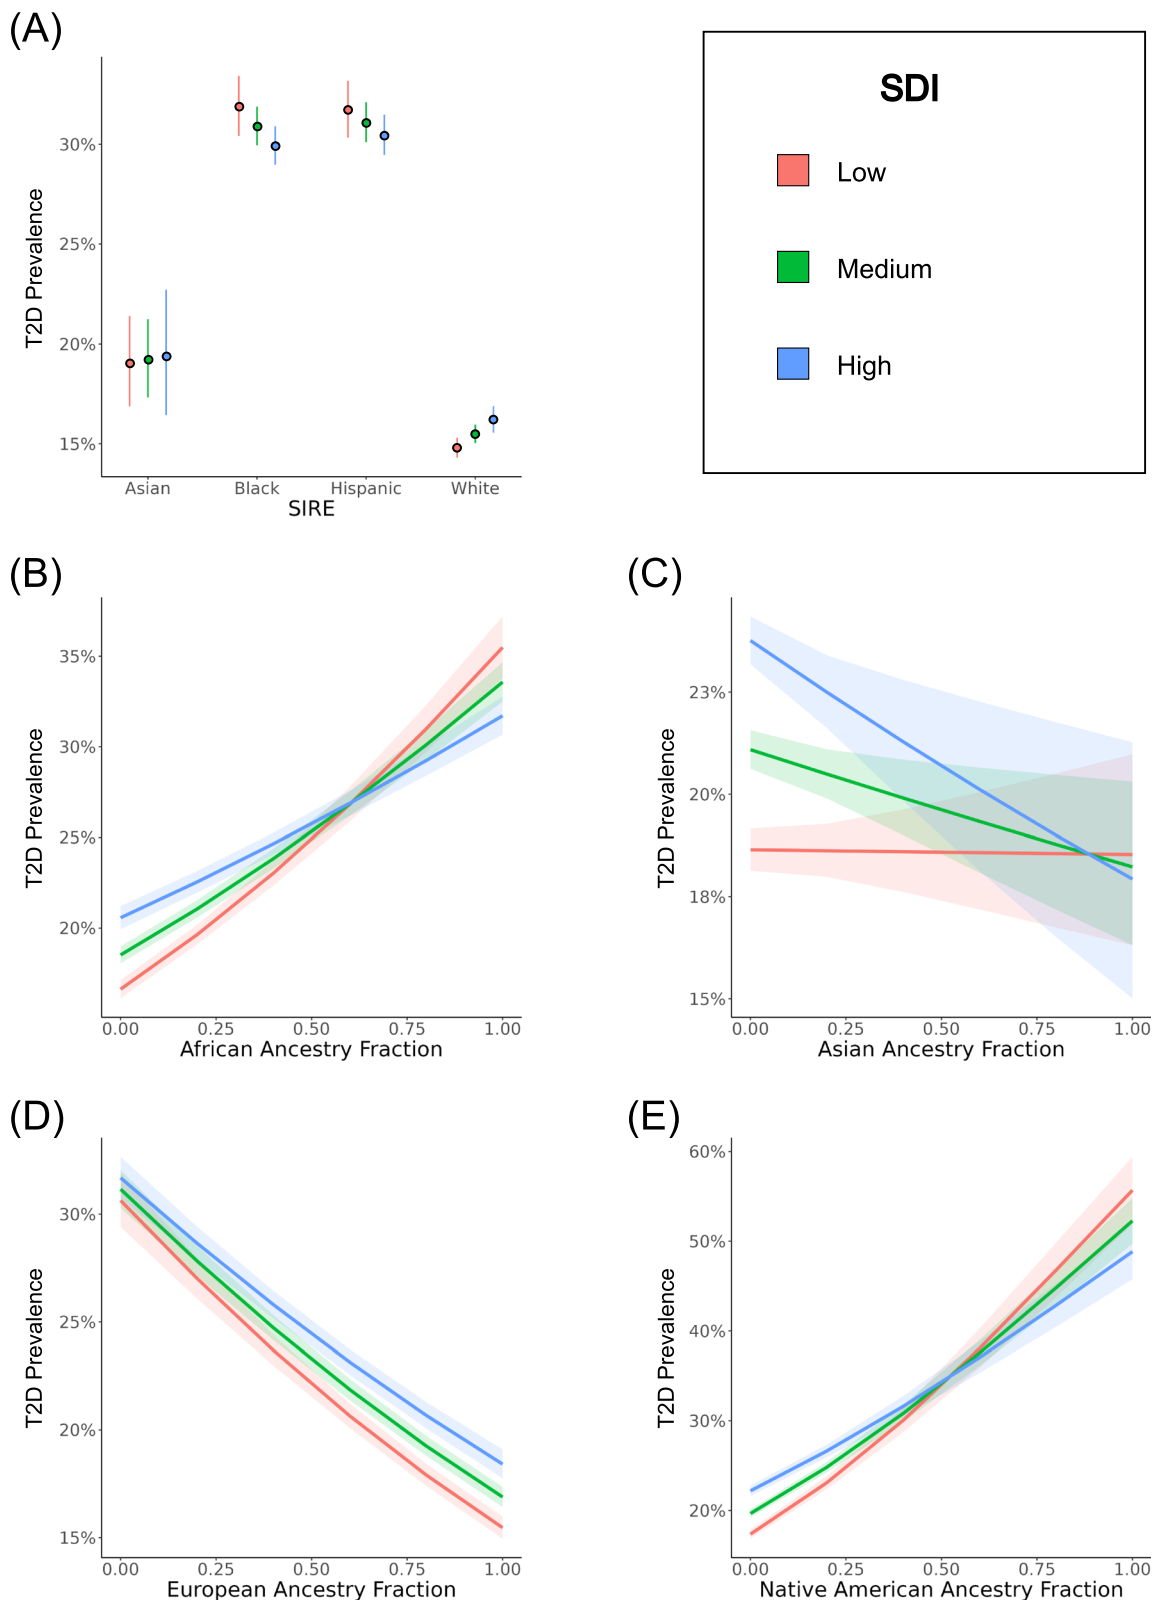 (A)
T2D Prevalence
30%
25%
20%
15%
Asian Black Hispanic White
SIRE
SDI
Low
Medium
High
(B)
T2D Prevalence
35%
30%
25%
20%
0.00 0.25 0.50 0.75 1.00
African Ancestry Fraction
(C)
T2D Prevalence
23%
20%
18%
15%
0.00 0.25 0.50 0.75 1.00
Asian Ancestry Fraction
(D)
T2D Prevalence
30%
25%
20%
15%
0.00 0.25 0.50 0.75 1.00
European Ancestry Fraction
(E)
T2D Prevalence
60%
50%
40%
30%
20%
0.00 0.25 0.50 0.75 1.00
Native American Ancestry Fraction